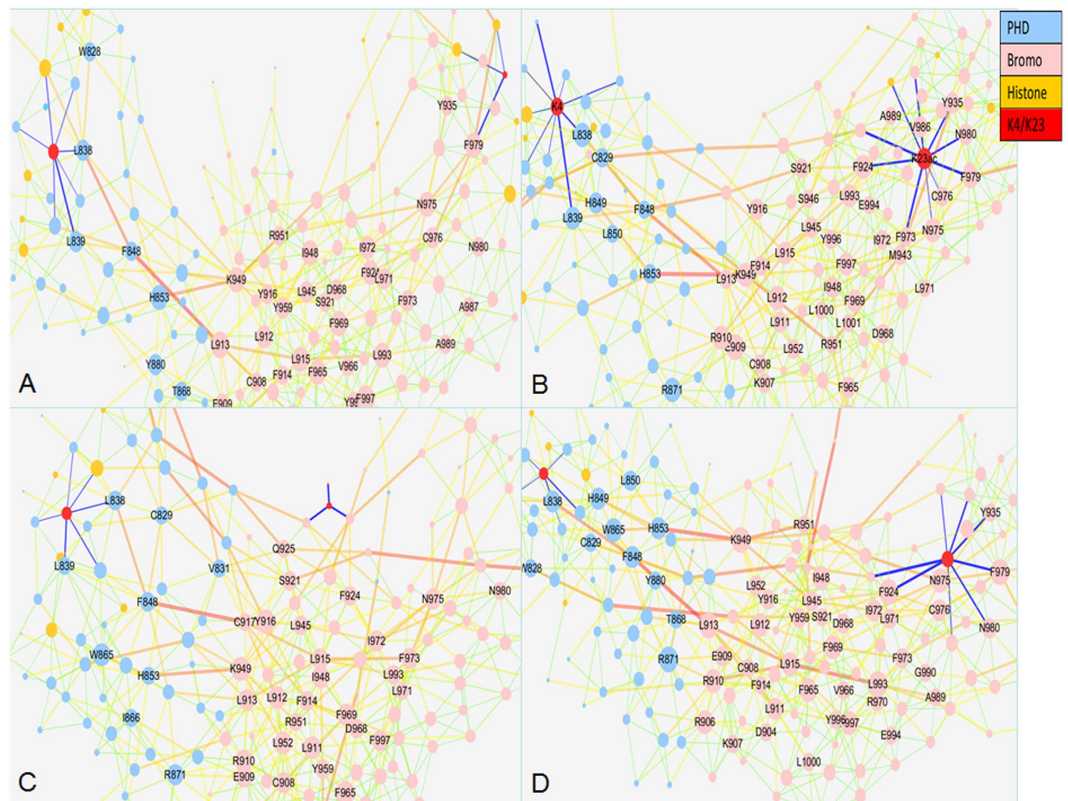 PHD
Bromo
Histone
K4/K23
W828
L838
L839
F848
H853
Y880
T868
Y935
F979
N975
C976
N980
R951
I948
I972
F924
L971
K949
Y916
L945
D968
S921
Y959
F973
A987
F969
L912
L913
A989
L915
L993
V966
F914
F965
C908
F997
E909
A
K4
L838
C829
H849
L839
L850
F848
H853
R871
A989
Y935
V986
N980
K23ac
S921
F924
F979
L993
C976
S946
E994
Y916
L945
N975
Y996
I972
F973
L915
M943
F914
F997
L913
K949
I948
L971
L912
F969
L1000
L911
L1001
D968
R910
R951
L952
C908
K907
F965
B
L838
C829
L839
V831
F848
W865
H853
I866
R871
Q925
S921
F924
N975
N980
C917
Y916
L945
I972
L915
F973
K949
I948
L993
L971
L913
L912
F914
F969
R951
D968
L952
L911
F997
R910
E909
Y959
C908
F965
C
L838
H849
L850
W865
H853
C829
F848
W828
Y880
T868
R871
R951
K949
Y935
N975
F979
L952
I948
F924
Y916
L945
C976
I972
L971
L913
L912
Y959
S921
D968
N980
F969
E909
F973
C908
L915
G990
R910
F914
F965
V966
L993
A989
R970
L911
R906
Y996
D904
E994
K907
L1000
D